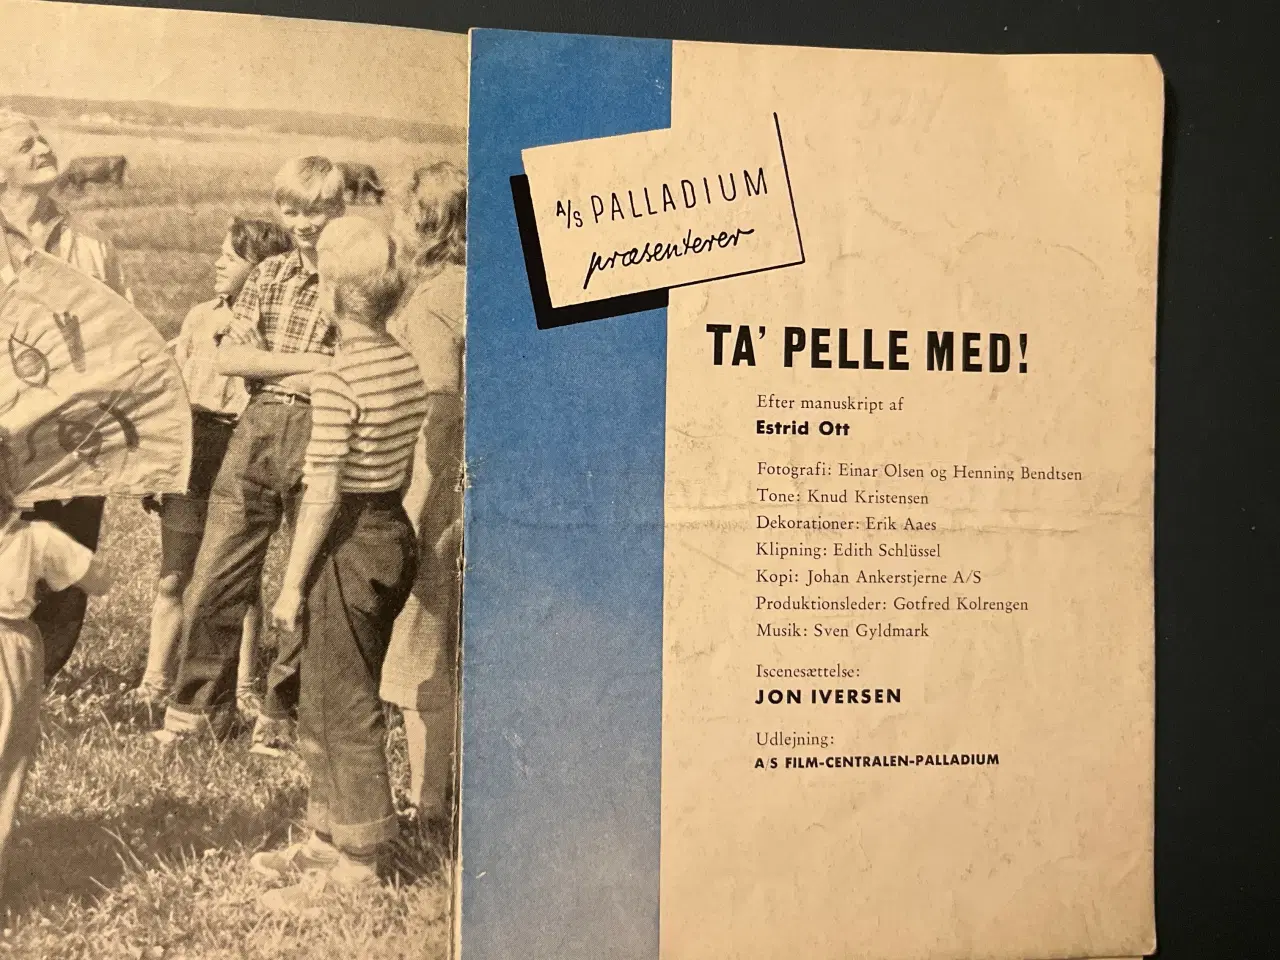 A/S PALLADIUM
præsenterer
TA' PELLE MED!
Efter manuskript af
Estrid Ott
Fotografi: Einar Olsen og Henning Bendtsen
Tone: Knud Kristensen
Dekorationer: Erik Aaes
Klipning: Edith Schlüssel
Kopi: Johan Ankerstjerne A/S
Produktionsleder: Gotfred Kolrengen
Musik: Sven Gyldmark
Iscenesættelse:
JON IVERSEN
Udlejning:
A/S FILM-CENTRALEN-PALLADIUM